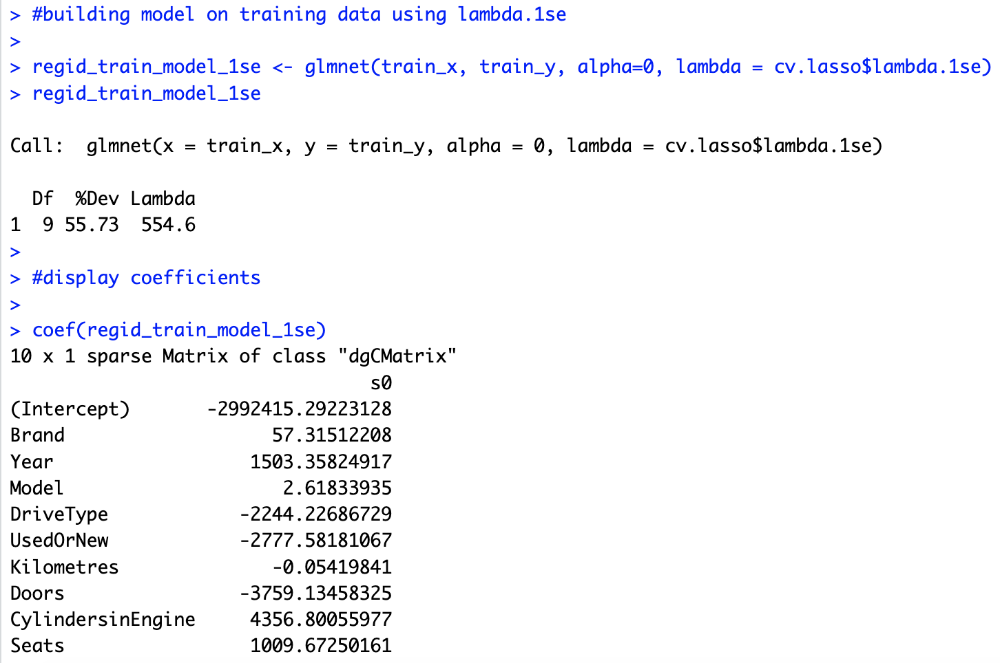 > #building model on training data using lambda.1se
>
> regid_train_model_1se <- glmnet(train_x, train_y, alpha=0, lambda = cv.lasso$lambda.1se)
> regid_train_model_1se
Call:  glmnet(x = train_x, y = train_y, alpha = 0, lambda = cv.lasso$lambda.1se)
  Df  %Dev Lambda
1  9 55.73  554.6
>
> #display coefficients
>
> coef(regid_train_model_1se)
10 x 1 sparse Matrix of class "dgCMatrix"
                                 s0
(Intercept)       -2992415.29223128
Brand                   57.31512208
Year                  1503.35824917
Model                    2.61833935
DriveType            -2244.22686729
UsedOrNew            -2777.58181067
Kilometres              -0.05419841
Doors                -3759.13458325
CylindersinEngine     4356.80055977
Seats                 1009.67250161